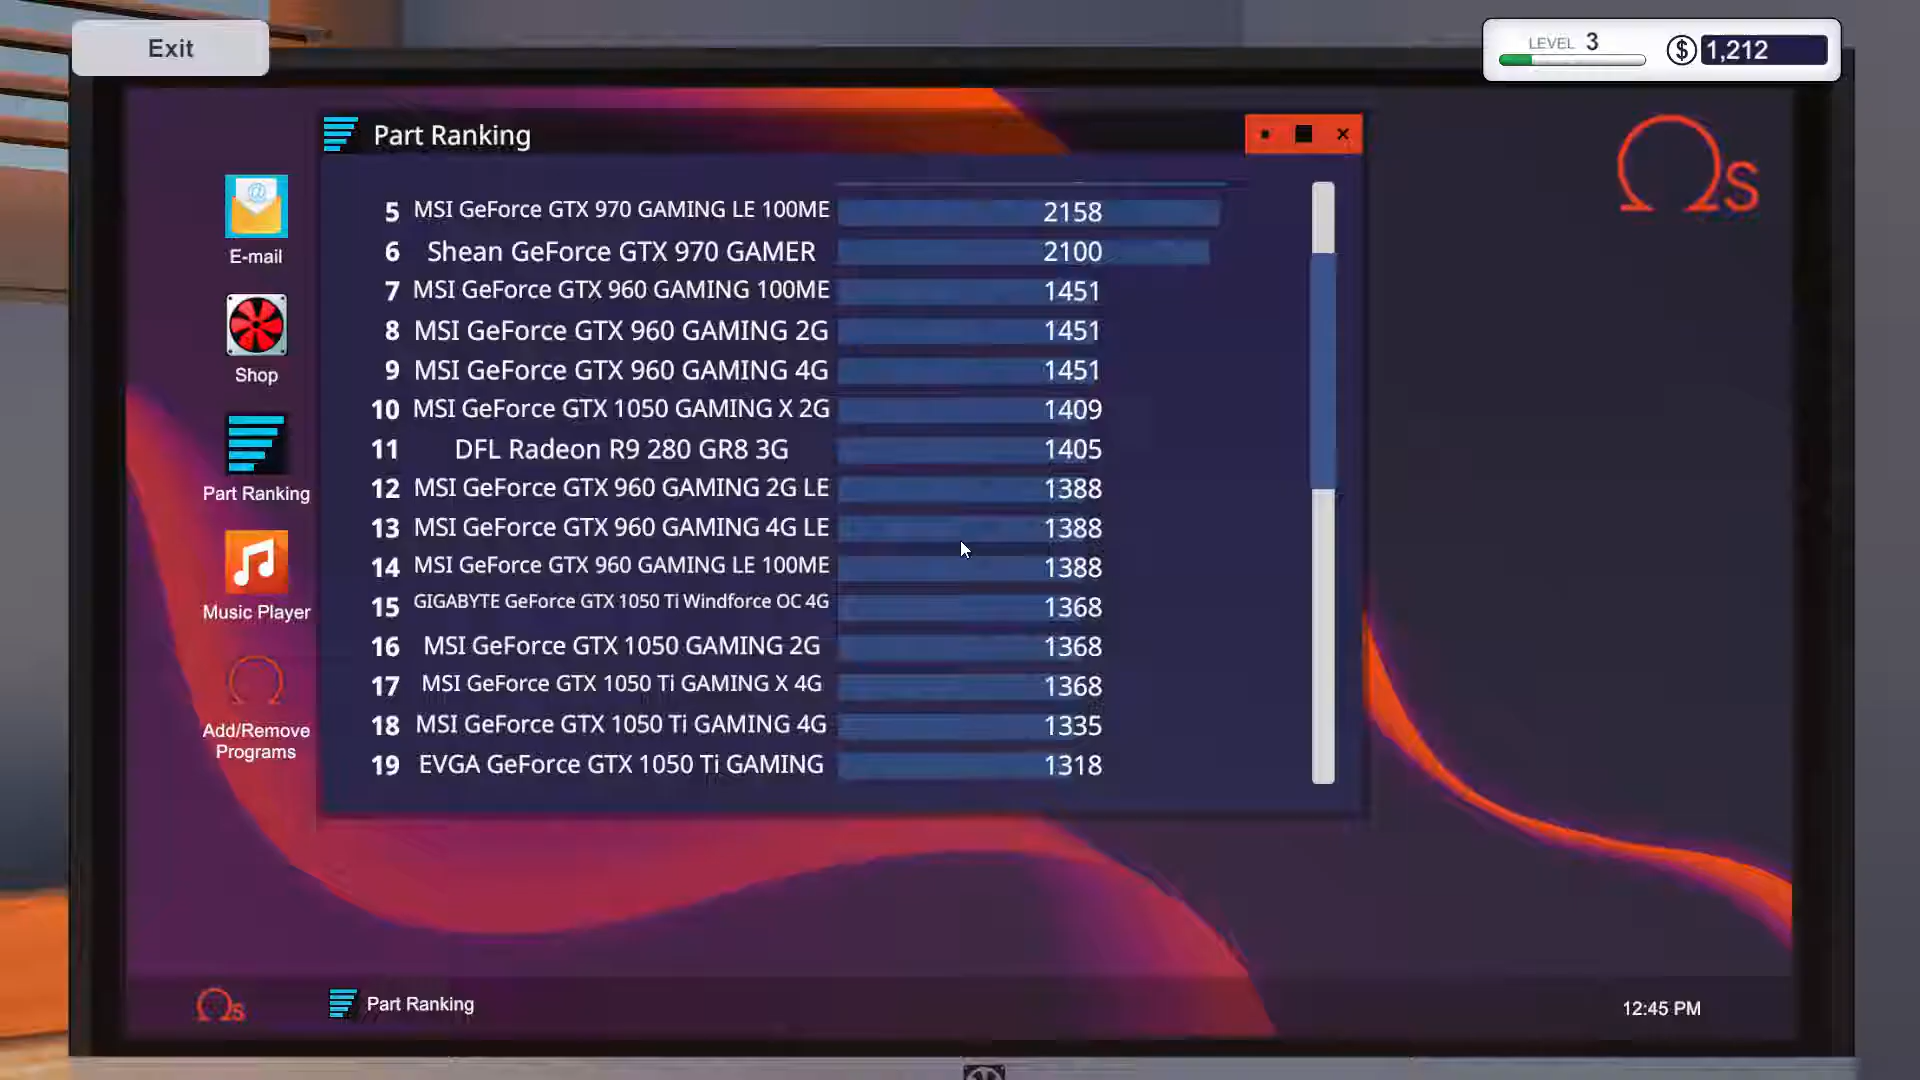 Exit
LEVEL 3
$ 1,212
Part Ranking
E-mail
Shop
Part Ranking
Music Player
Add/Remove
Programs
5 MSI GeForce GTX 970 GAMING LE 100ME 2158
6 Shean GeForce GTX 970 GAMER 2100
7 MSI GeForce GTX 960 GAMING 100ME 1451
8 MSI GeForce GTX 960 GAMING 2G 1451
9 MSI GeForce GTX 960 GAMING 4G 1451
10 MSI GeForce GTX 1050 GAMING X 2G 1409
11 DFL Radeon R9 280 GR8 3G 1405
12 MSI GeForce GTX 960 GAMING 2G LE 1388
13 MSI GeForce GTX 960 GAMING 4G LE 1388
14 MSI GeForce GTX 960 GAMING LE 100ME 1388
15 GIGABYTE GeForce GTX 1050 Ti Windforce OC 4G 1368
16 MSI GeForce GTX 1050 GAMING 2G 1368
17 MSI GeForce GTX 1050 Ti GAMING X 4G 1368
18 MSI GeForce GTX 1050 Ti GAMING 4G 1335
19 EVGA GeForce GTX 1050 Ti GAMING 1318
Ωs
Ωs
Part Ranking
12:45 PM